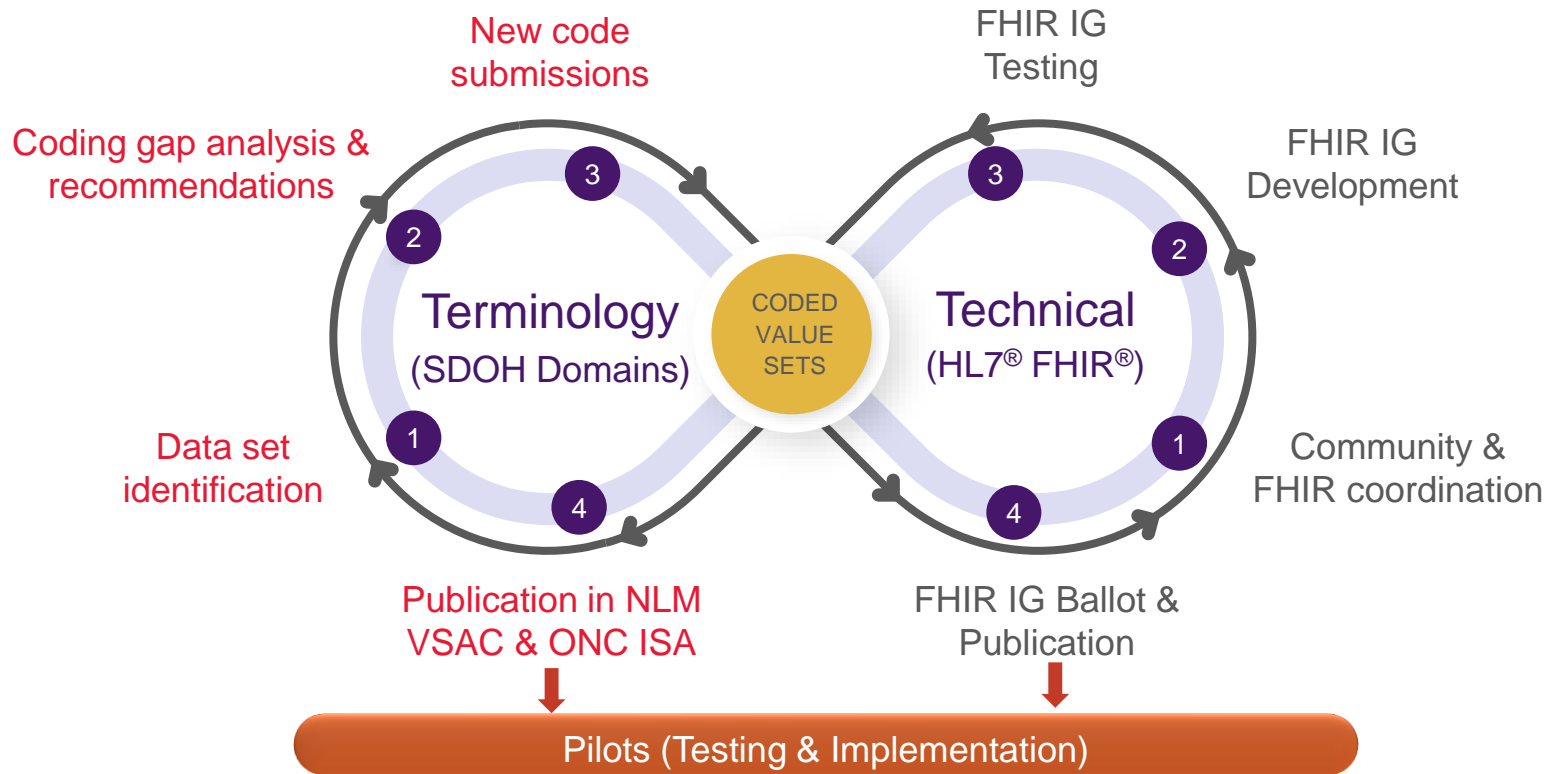 New code
submissions
FHIR IG
Testing
Coding gap analysis &
recommendations
FHIR IG
Development
3
3
2
2
Terminology
(SDOH Domains)
CODED
VALUE
SETS
Technical
(HL7® FHIR®)
1
1
Data set
identification
Community &
FHIR coordination
4
4
Publication in NLM
VSAC & ONC ISA
FHIR IG Ballot &
Publication
Pilots (Testing & Implementation)